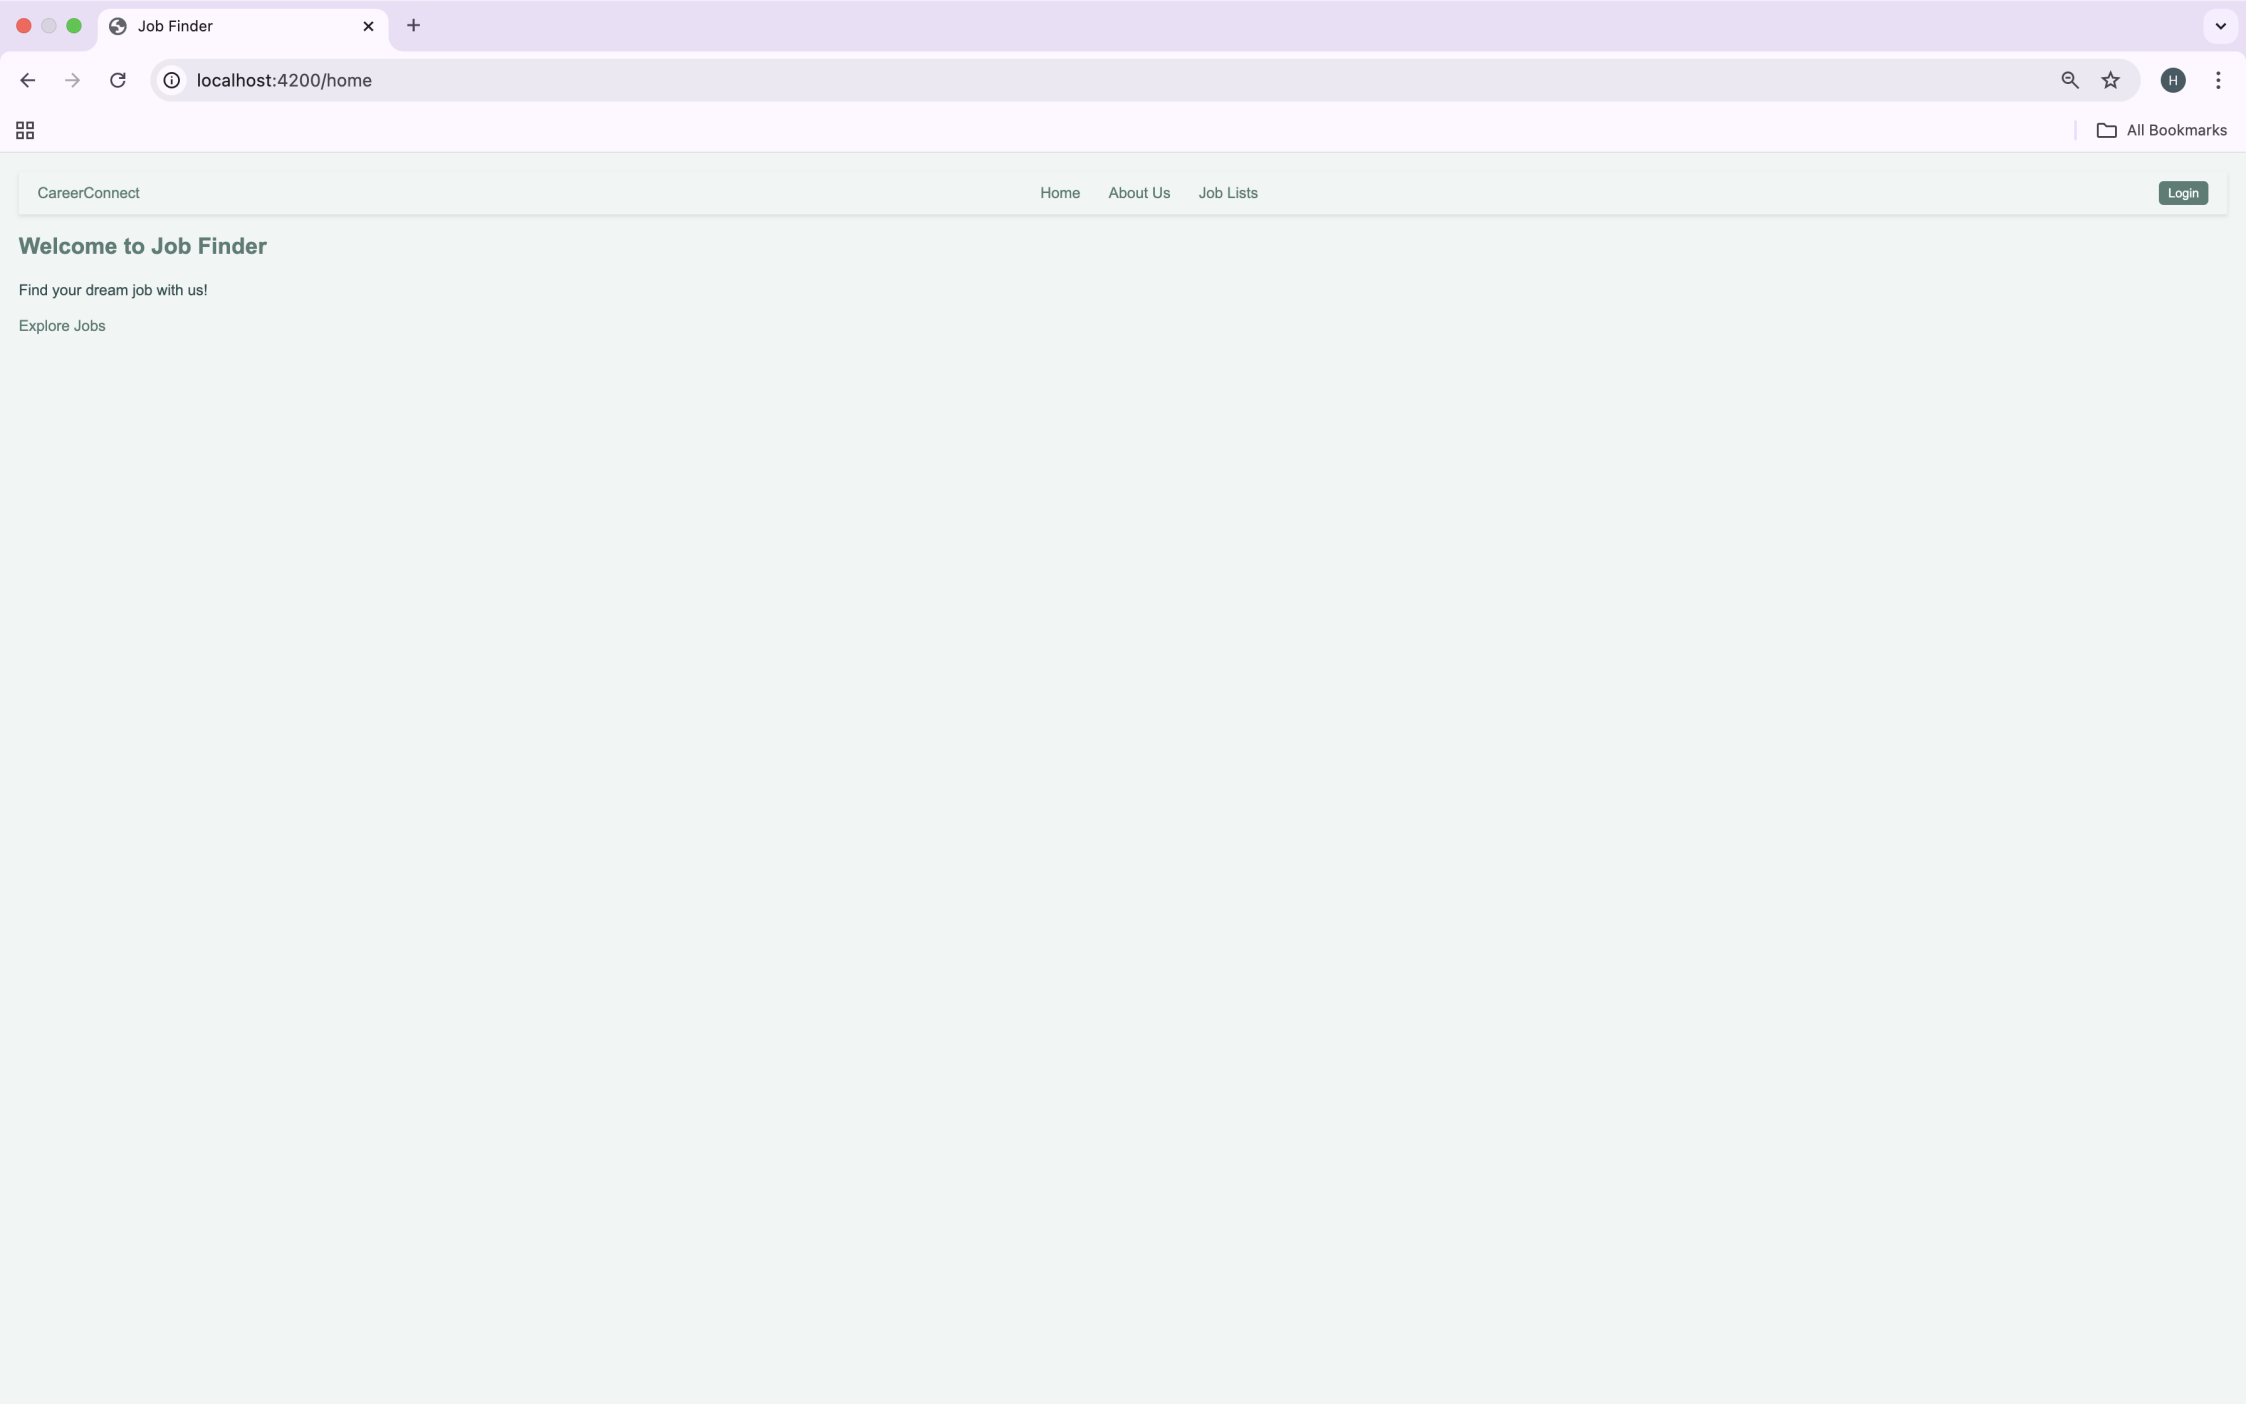 Job Finder
localhost:4200/home
H
All Bookmarks
CareerConnect Home About Us Job Lists Login
Welcome to Job Finder
Find your dream job with us!
Explore Jobs